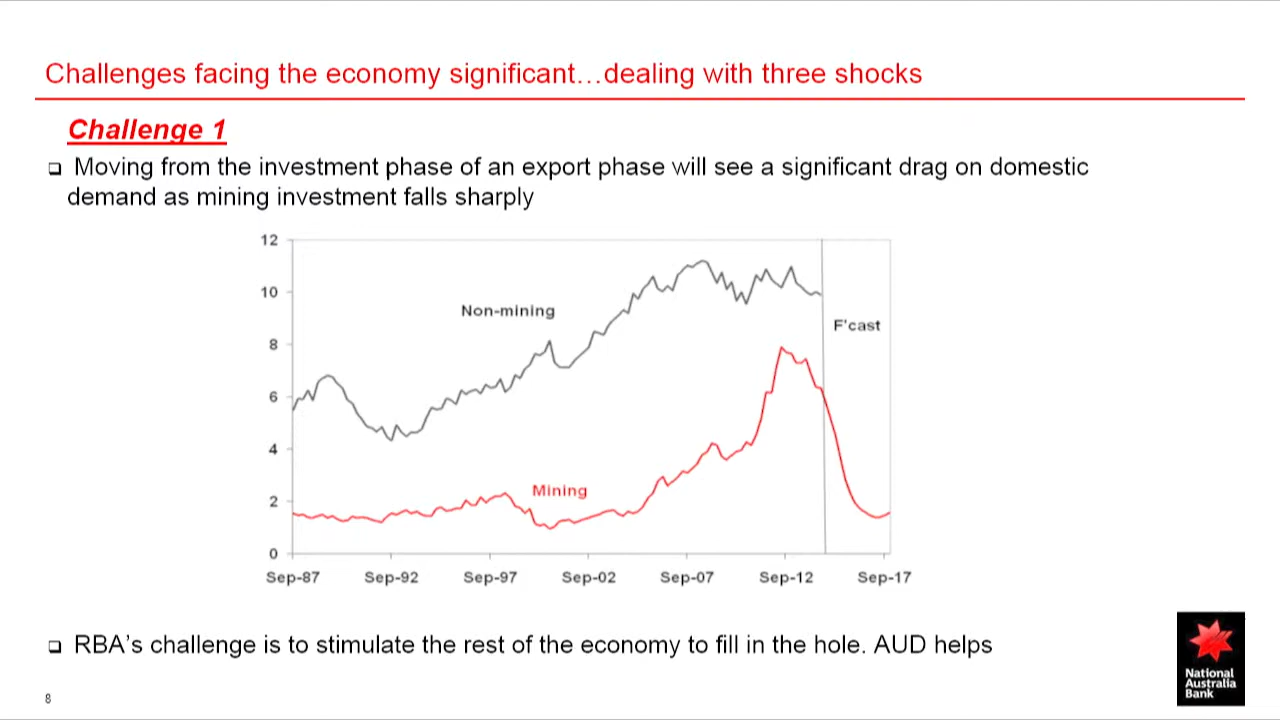 Challenges facing the economy significant…dealing with three shocks
Challenge 1
Moving from the investment phase of an export phase will see a significant drag on domestic
demand as mining investment falls sharply
12
10
8
6
4
2
0
Non-mining
F'cast
Mining
Sep-87 Sep-92 Sep-97 Sep-02 Sep-07 Sep-12 Sep-17
RBA’s challenge is to stimulate the rest of the economy to fill in the hole. AUD helps
National
Australia
Bank
8